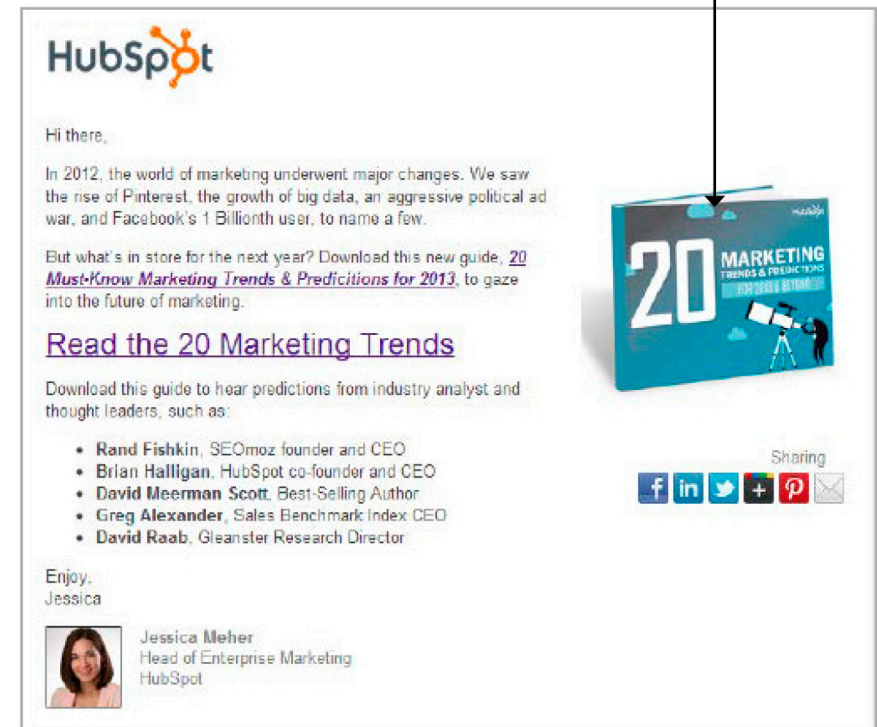 HubSpot
Hi there,
In 2012, the world of marketing underwent major changes. We saw
the rise of Pinterest, the growth of big data, an aggressive political ad
war, and Facebook's 1 Billionth user, to name a few.
But what's in store for the next year? Download this new guide, 20
Must-Know Marketing Trends & Predicitions for 2013, to gaze
into the future of marketing.
Read the 20 Marketing Trends
Download this guide to hear predictions from industry analyst and
thought leaders, such as:
• Rand Fishkin, SEOmoz founder and CEO
• Brian Halligan, HubSpot co-founder and CEO
• David Meerman Scott, Best-Selling Author
• Greg Alexander, Sales Benchmark Index CEO
• David Raab, Gleanster Research Director
Enjoy,
Jessica
Jessica Meher
Head of Enterprise Marketing
HubSpot
HubSpot
20 MARKETING
TRENDS & PREDICTIONS
FOR 2013 & BEYOND
Sharing
f in +